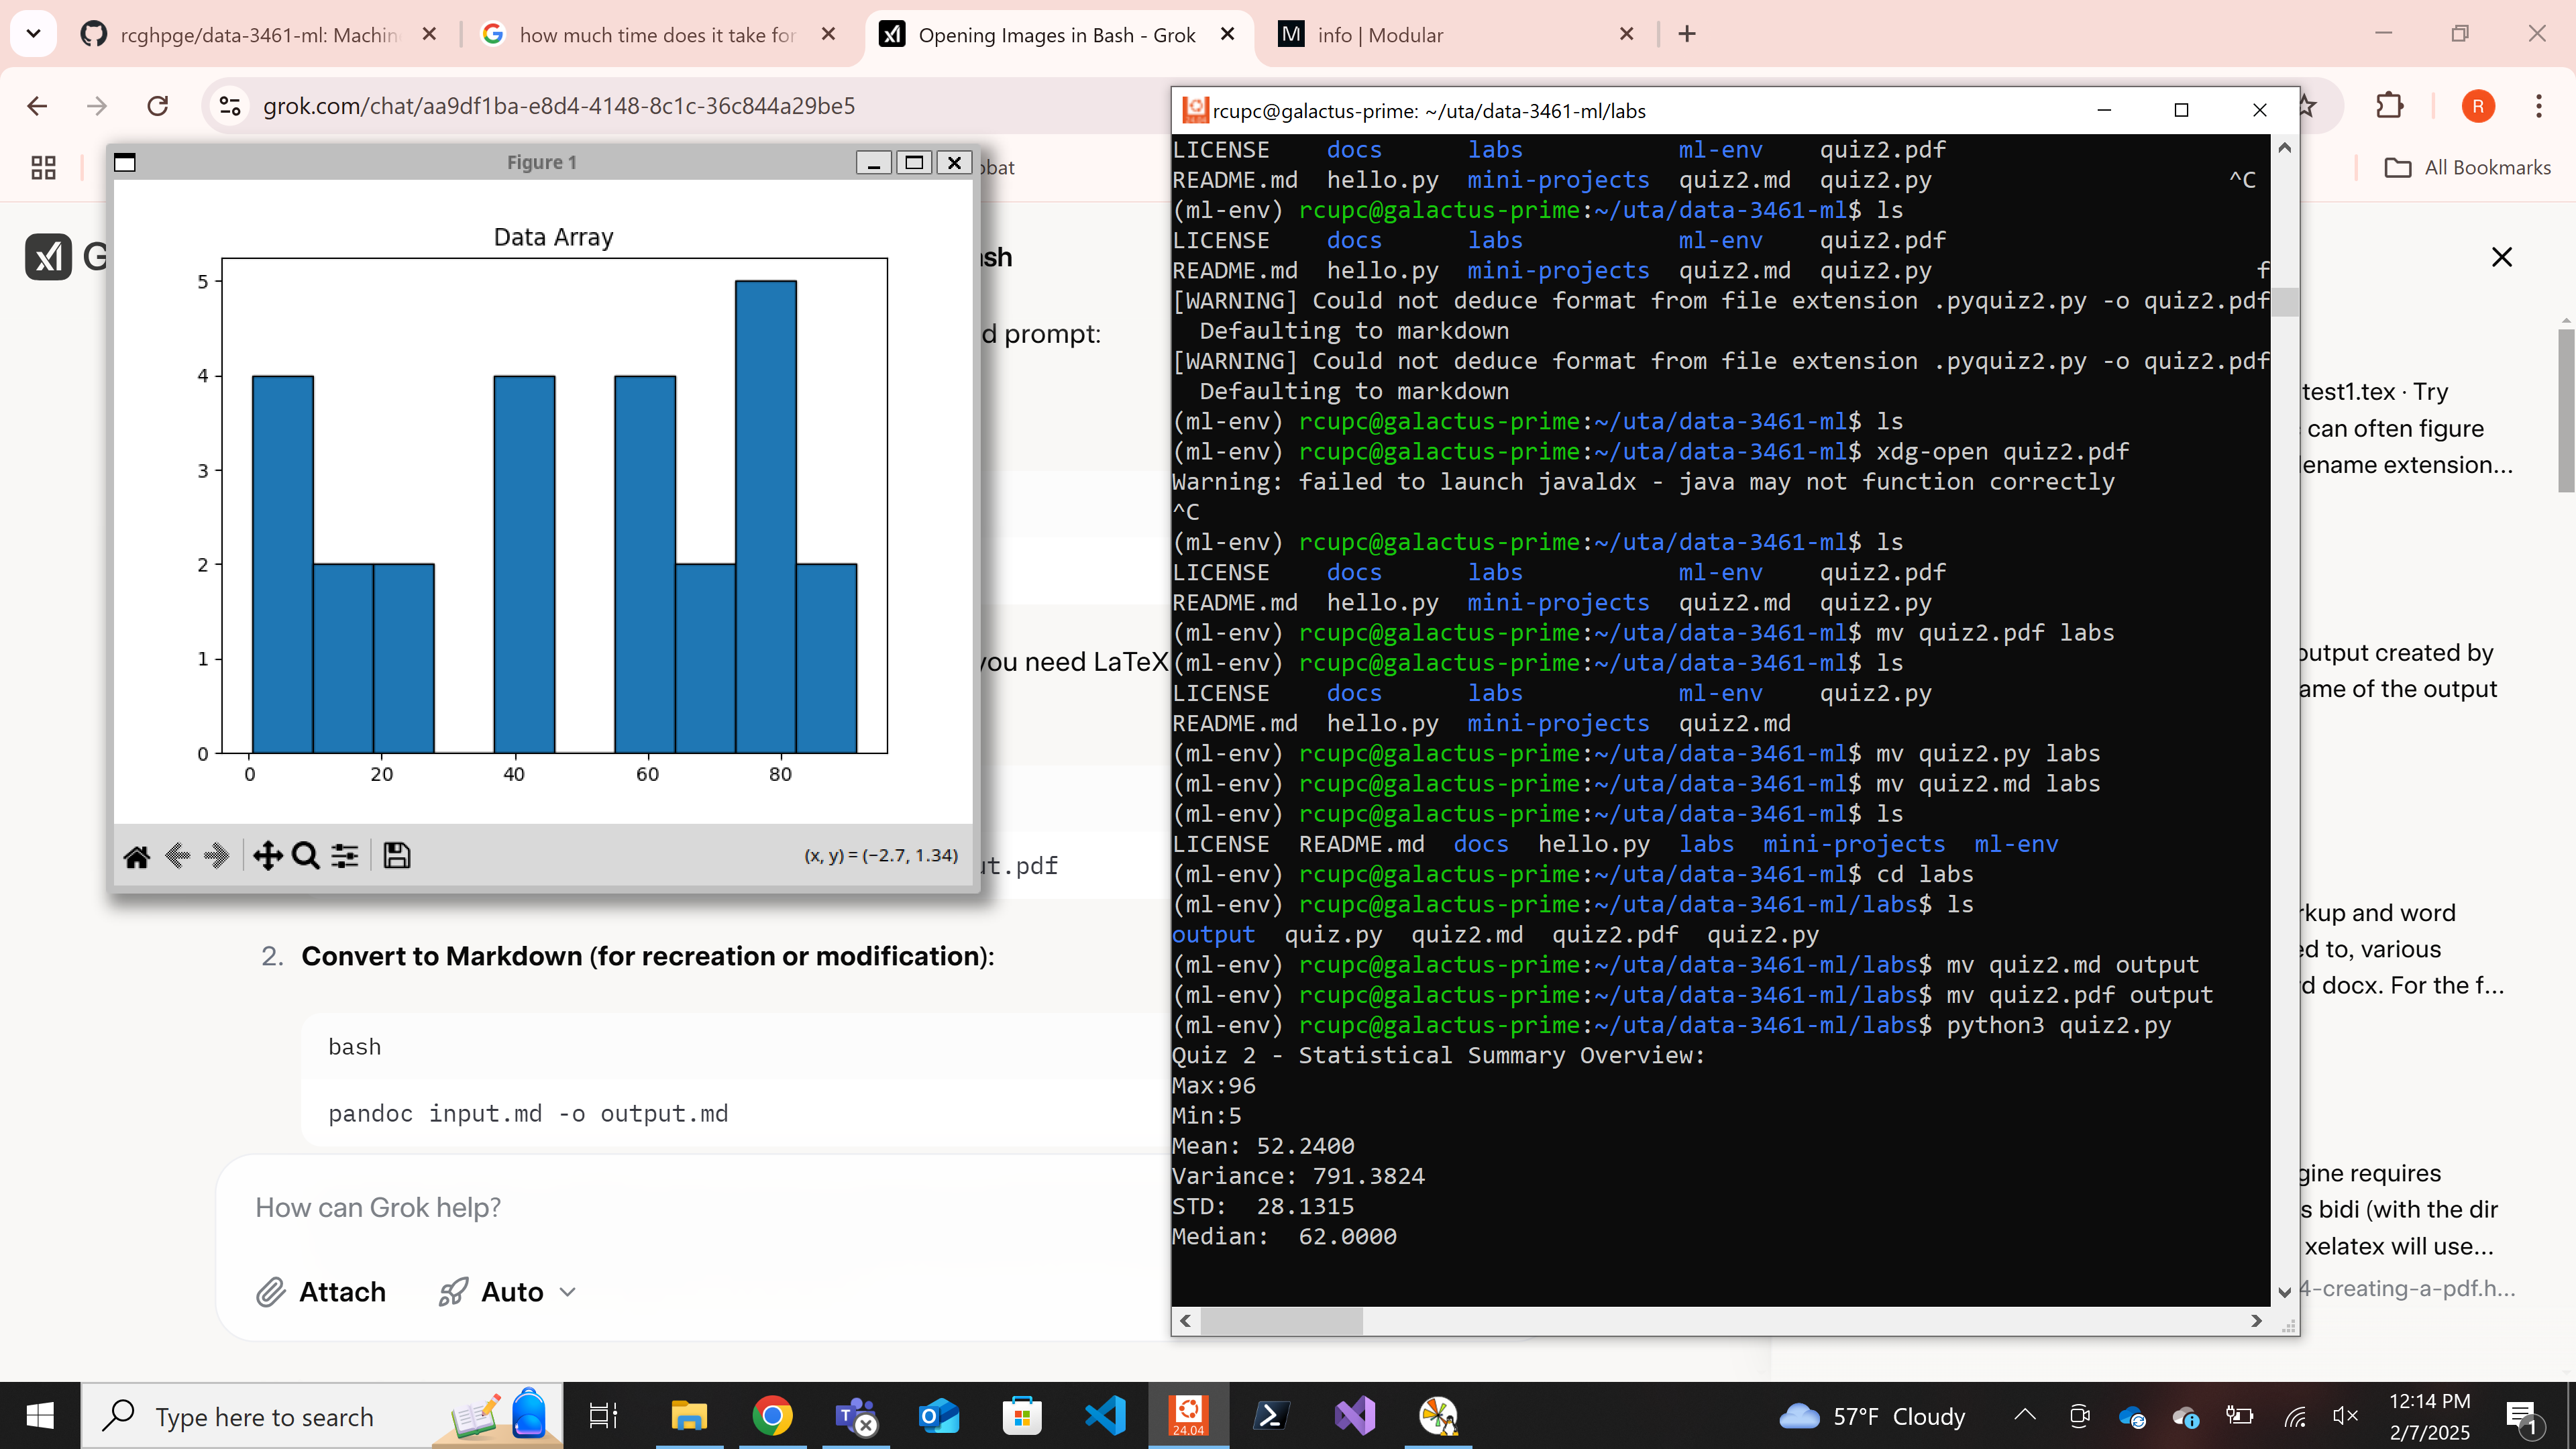 rcghpge/data-3461-ml: Machin
how much time does it take for
Opening Images in Bash - Grok
info | Modular
grok.com/chat/aa9df1ba-e8d4-4148-8c1c-36c844a29be5
R
obat
All Bookmarks
Figure 1
Data Array
5
4
3
2
1
0
0 20 40 60 80
(x, y) = (−2.7, 1.34)
G
ash
d prompt:
you need LaTeX
ut.pdf
2. Convert to Markdown (for recreation or modification):
bash
pandoc input.md -o output.md
How can Grok help?
Attach
Auto
rcupc@galactus-prime: ~/uta/data-3461-ml/labs
LICENSE docs labs ml-env quiz2.pdf
README.md hello.py mini-projects quiz2.md quiz2.py ^C
(ml-env) rcupc@galactus-prime:~/uta/data-3461-ml$ ls
LICENSE docs labs ml-env quiz2.pdf
README.md hello.py mini-projects quiz2.md quiz2.py f
[WARNING] Could not deduce format from file extension .pyquiz2.py -o quiz2.pdf
Defaulting to markdown
[WARNING] Could not deduce format from file extension .pyquiz2.py -o quiz2.pdf
Defaulting to markdown
(ml-env) rcupc@galactus-prime:~/uta/data-3461-ml$ ls
(ml-env) rcupc@galactus-prime:~/uta/data-3461-ml$ xdg-open quiz2.pdf
Warning: failed to launch javaldx - java may not function correctly
^C
(ml-env) rcupc@galactus-prime:~/uta/data-3461-ml$ ls
LICENSE docs labs ml-env quiz2.pdf
README.md hello.py mini-projects quiz2.md quiz2.py
(ml-env) rcupc@galactus-prime:~/uta/data-3461-ml$ mv quiz2.pdf labs
(ml-env) rcupc@galactus-prime:~/uta/data-3461-ml$ ls
LICENSE docs labs ml-env quiz2.py
README.md hello.py mini-projects quiz2.md
(ml-env) rcupc@galactus-prime:~/uta/data-3461-ml$ mv quiz2.py labs
(ml-env) rcupc@galactus-prime:~/uta/data-3461-ml$ mv quiz2.md labs
(ml-env) rcupc@galactus-prime:~/uta/data-3461-ml$ ls
LICENSE README.md docs hello.py labs mini-projects ml-env
(ml-env) rcupc@galactus-prime:~/uta/data-3461-ml$ cd labs
(ml-env) rcupc@galactus-prime:~/uta/data-3461-ml/labs$ ls
output quiz.py quiz2.md quiz2.pdf quiz2.py
(ml-env) rcupc@galactus-prime:~/uta/data-3461-ml/labs$ mv quiz2.md output
(ml-env) rcupc@galactus-prime:~/uta/data-3461-ml/labs$ mv quiz2.pdf output
(ml-env) rcupc@galactus-prime:~/uta/data-3461-ml/labs$ python3 quiz2.py
Quiz 2 - Statistical Summary Overview:
Max:96
Min:5
Mean: 52.2400
Variance: 791.3824
STD: 28.1315
Median: 62.0000
test1.tex · Try
can often figure
lename extension...
output created by
ame of the output
rkup and word
ed to, various
rd docx. For the f...
gine requires
s bidi (with the dir
xelatex will use...
4-creating-a-pdf.h...
Type here to search
24.04
57°F Cloudy
12:14 PM
2/7/2025
1